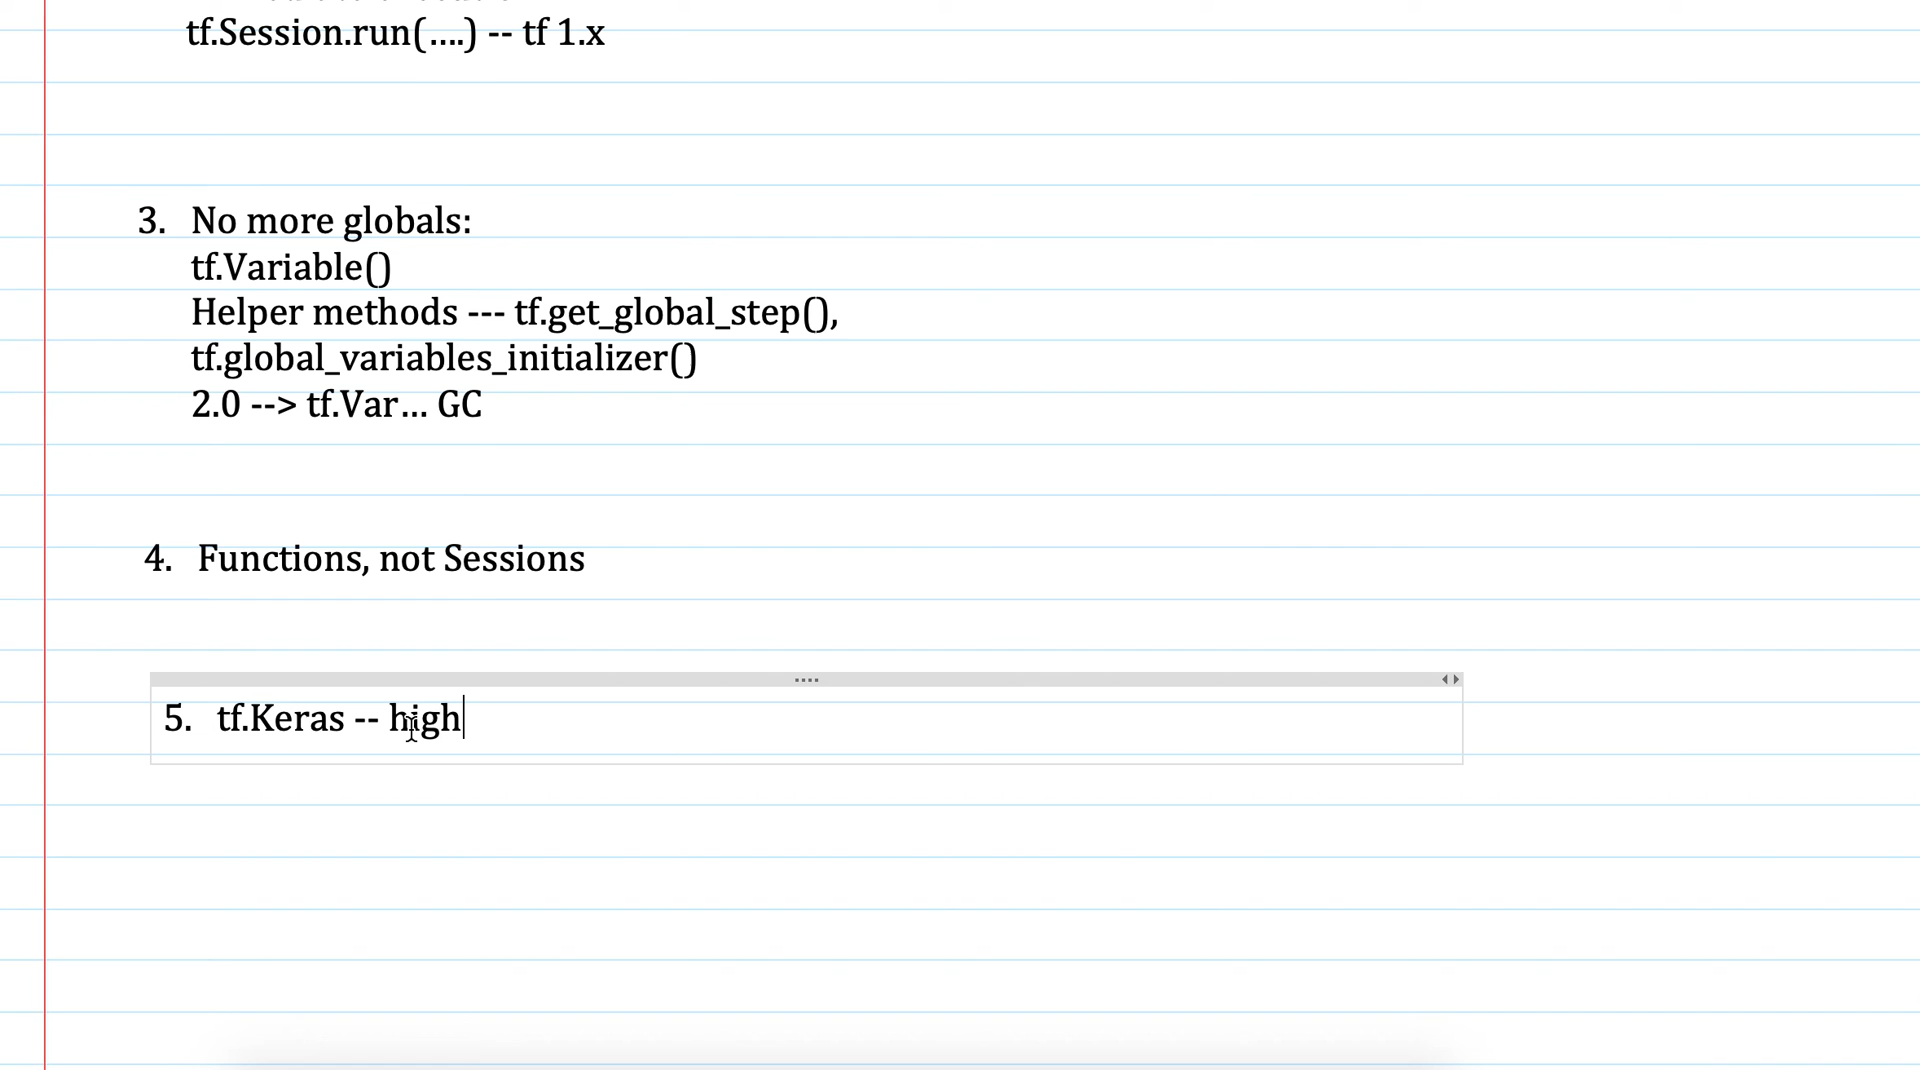 tf.Session.run(....) -- tf 1.x
3. No more globals:
tf.Variable()
Helper methods --- tf.get_global_step(),
tf.global_variables_initializer()
2.0 --> tf.Var... GC
4. Functions, not Sessions
5. tf.Keras -- high